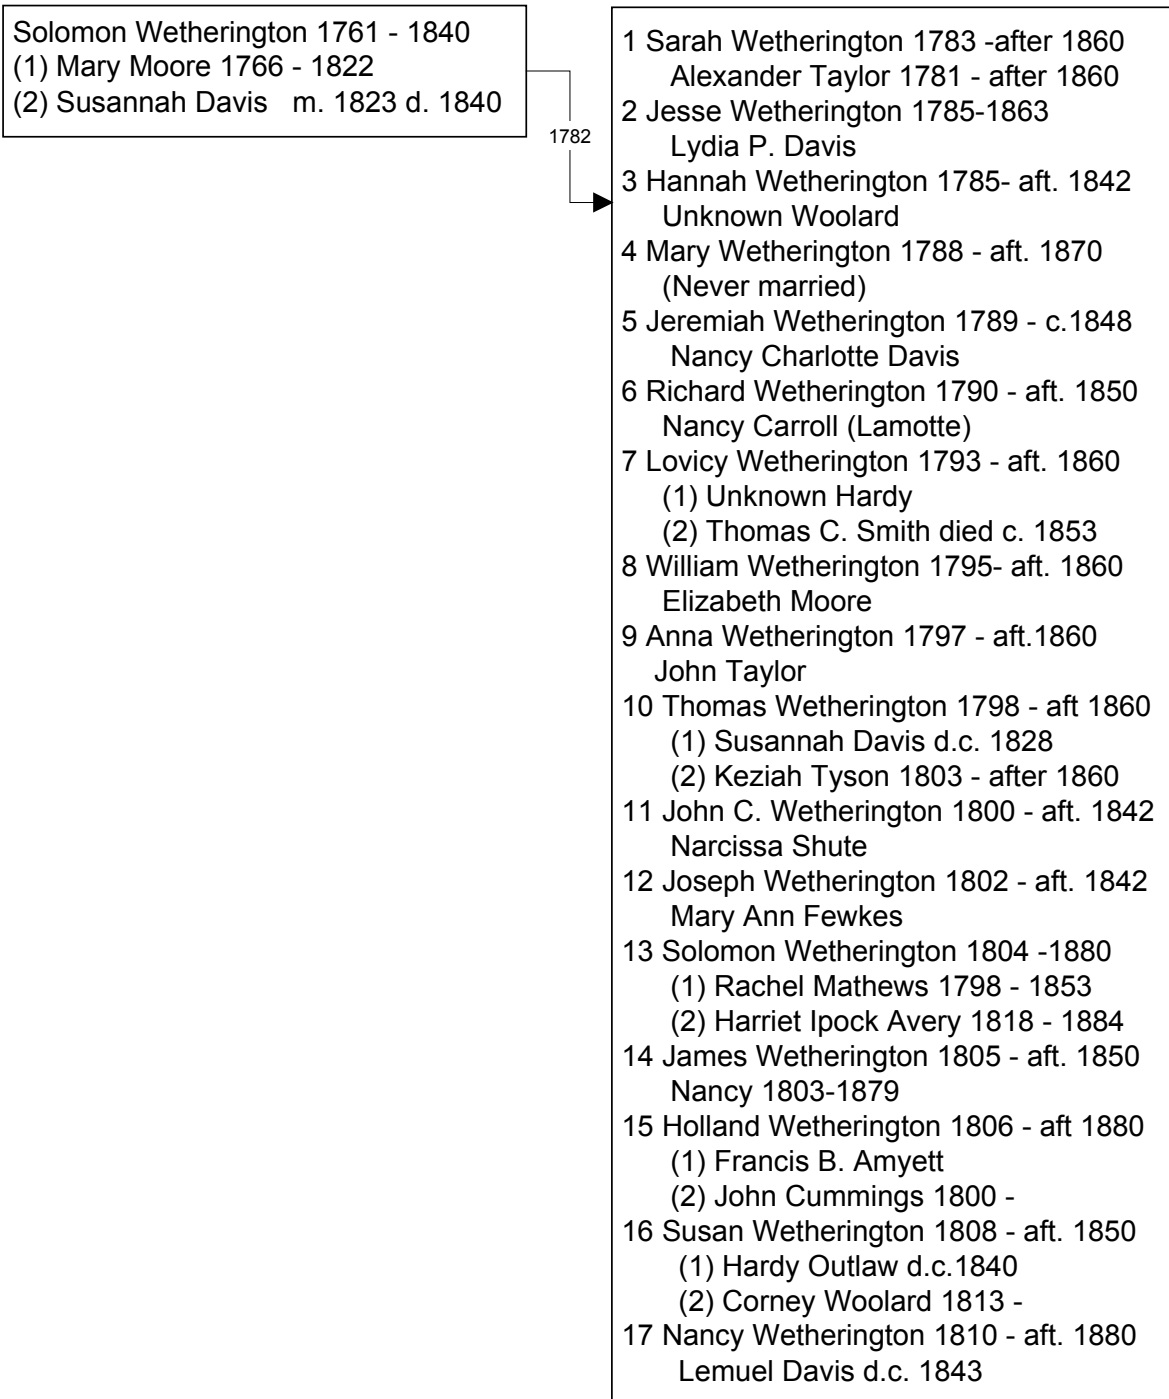 Solomon Wetherington 1761 - 1840
(1) Mary Moore 1766 - 1822
(2) Susannah Davis m. 1823 d. 1840
1782
1 Sarah Wetherington 1783 -after 1860
Alexander Taylor 1781 - after 1860
2 Jesse Wetherington 1785-1863
Lydia P. Davis
3 Hannah Wetherington 1785- aft. 1842
Unknown Woolard
4 Mary Wetherington 1788 - aft. 1870
(Never married)
5 Jeremiah Wetherington 1789 - c.1848
Nancy Charlotte Davis
6 Richard Wetherington 1790 - aft. 1850
Nancy Carroll (Lamotte)
7 Lovicy Wetherington 1793 - aft. 1860
(1) Unknown Hardy
(2) Thomas C. Smith died c. 1853
8 William Wetherington 1795- aft. 1860
Elizabeth Moore
9 Anna Wetherington 1797 - aft.1860
John Taylor
10 Thomas Wetherington 1798 - aft 1860
(1) Susannah Davis d.c. 1828
(2) Keziah Tyson 1803 - after 1860
11 John C. Wetherington 1800 - aft. 1842
Narcissa Shute
12 Joseph Wetherington 1802 - aft. 1842
Mary Ann Fewkes
13 Solomon Wetherington 1804 -1880
(1) Rachel Mathews 1798 - 1853
(2) Harriet Ipock Avery 1818 - 1884
14 James Wetherington 1805 - aft. 1850
Nancy 1803-1879
15 Holland Wetherington 1806 - aft 1880
(1) Francis B. Amyett
(2) John Cummings 1800 -
16 Susan Wetherington 1808 - aft. 1850
(1) Hardy Outlaw d.c.1840
(2) Corney Woolard 1813 -
17 Nancy Wetherington 1810 - aft. 1880
Lemuel Davis d.c. 1843